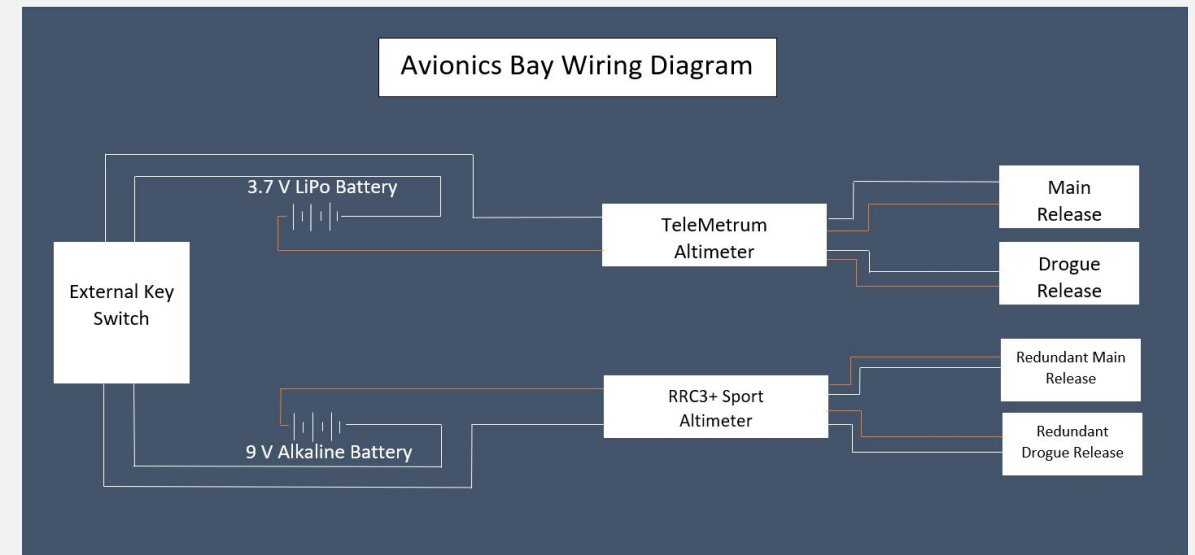 Avionics Bay Wiring Diagram
3.7 V LiPo Battery
TeleMetrum
Altimeter
Main
Release
Drogue
Release
External Key
Switch
RRC3+ Sport
Altimeter
Redundant Main
Release
Redundant
Drogue Release
9 V Alkaline Battery